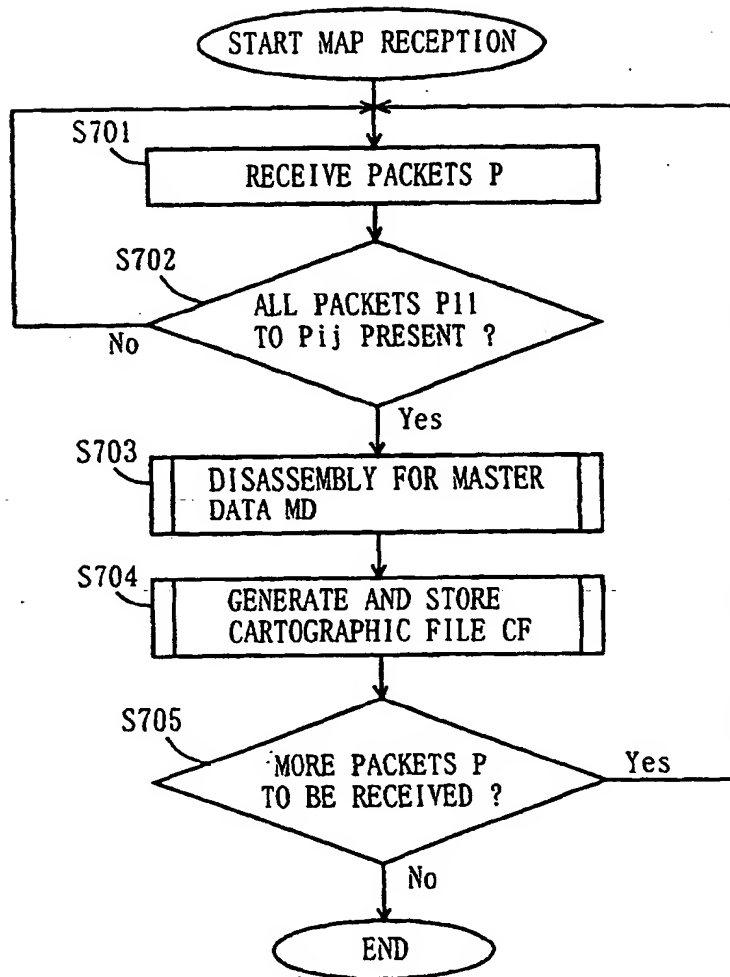 START MAP RECEPTION
S701
RECEIVE PACKETS P
S702
ALL PACKETS P11
TO Pij PRESENT ?
No
Yes
S703
DISASSEMBLY FOR MASTER
DATA MD
S704
GENERATE AND STORE
CARTOGRAPHIC FILE CF
S705
MORE PACKETS P
TO BE RECEIVED ?
Yes
No
END